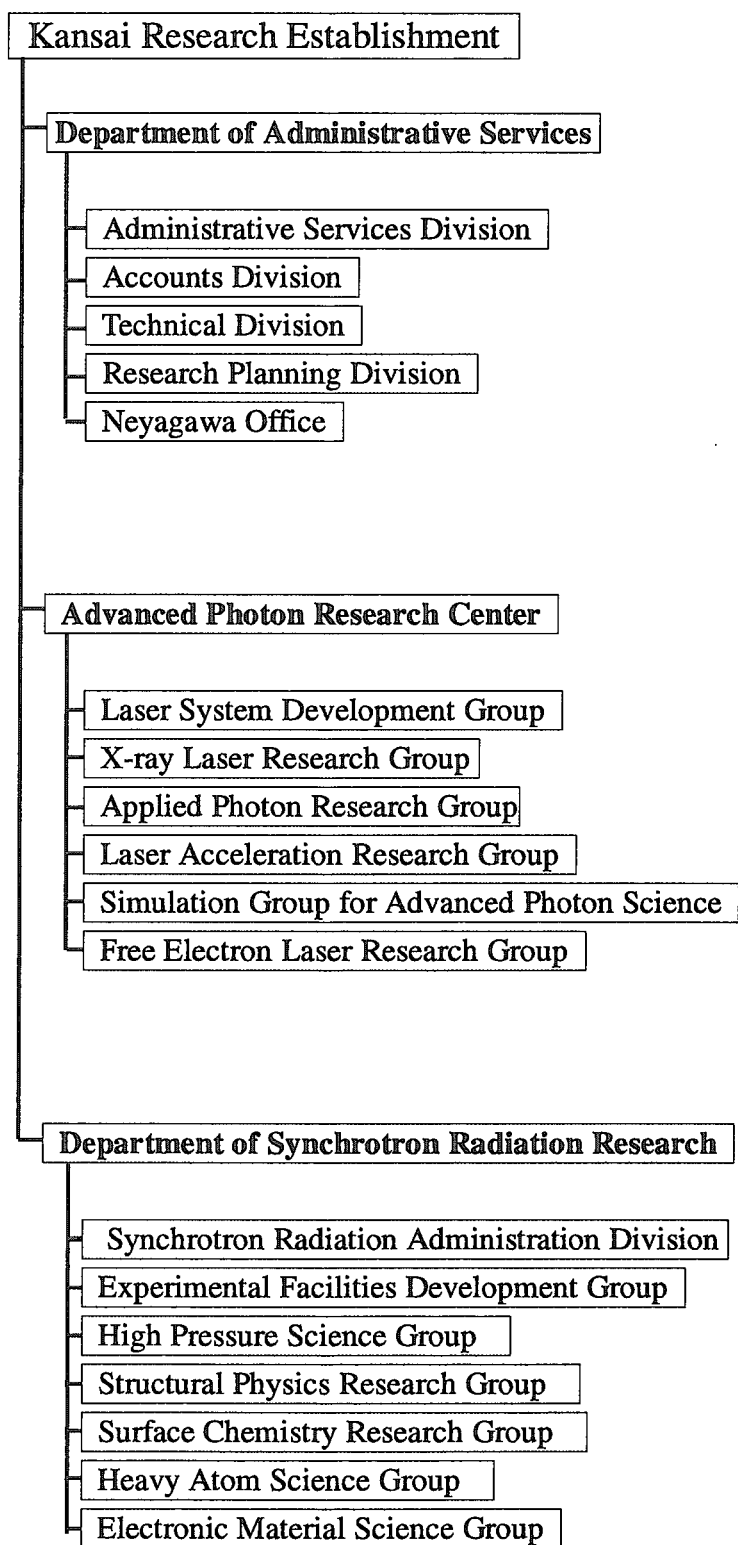 Kansai Research Establishment
Department of Administrative Services
Administrative Services Division
Accounts Division
Technical Division
Research Planning Division
Neyagawa Office
Advanced Photon Research Center
Laser System Development Group
X-ray Laser Research Group
Applied Photon Research Group
Laser Acceleration Research Group
Simulation Group for Advanced Photon Science
Free Electron Laser Research Group
Department of Synchrotron Radiation Research
Synchrotron Radiation Administration Division
Experimental Facilities Development Group
High Pressure Science Group
Structural Physics Research Group
Surface Chemistry Research Group
Heavy Atom Science Group
Electronic Material Science Group